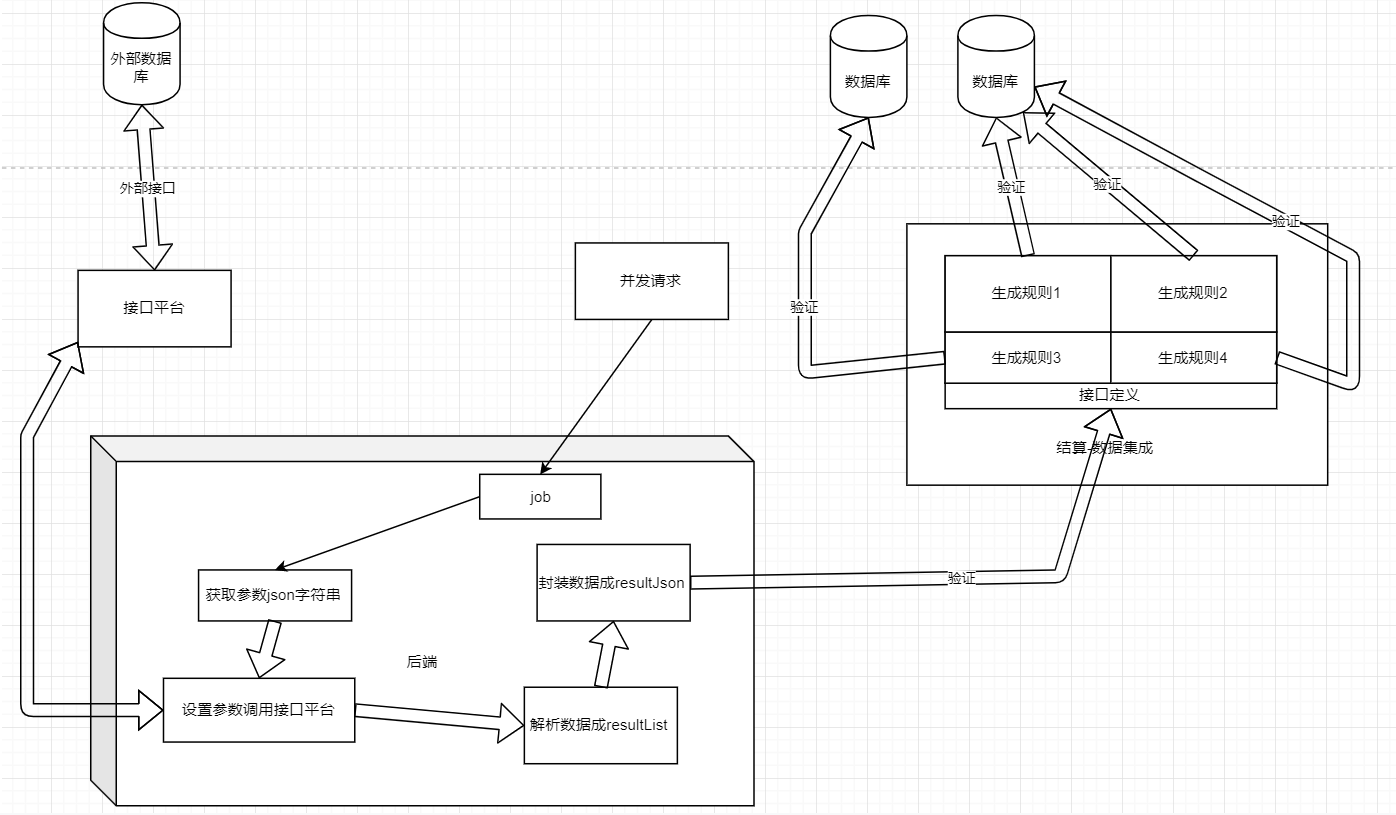 外部数据
库
数据库
数据库
外部接口
验证
验证
验证
接口平台
并发请求
生成规则1
生成规则2
验证
生成规则3
生成规则4
接口定义
结算-数据集成
job
封装数据成resultJson
验证
获取参数json字符串
后端
设置参数调用接口平台
解析数据成resultList